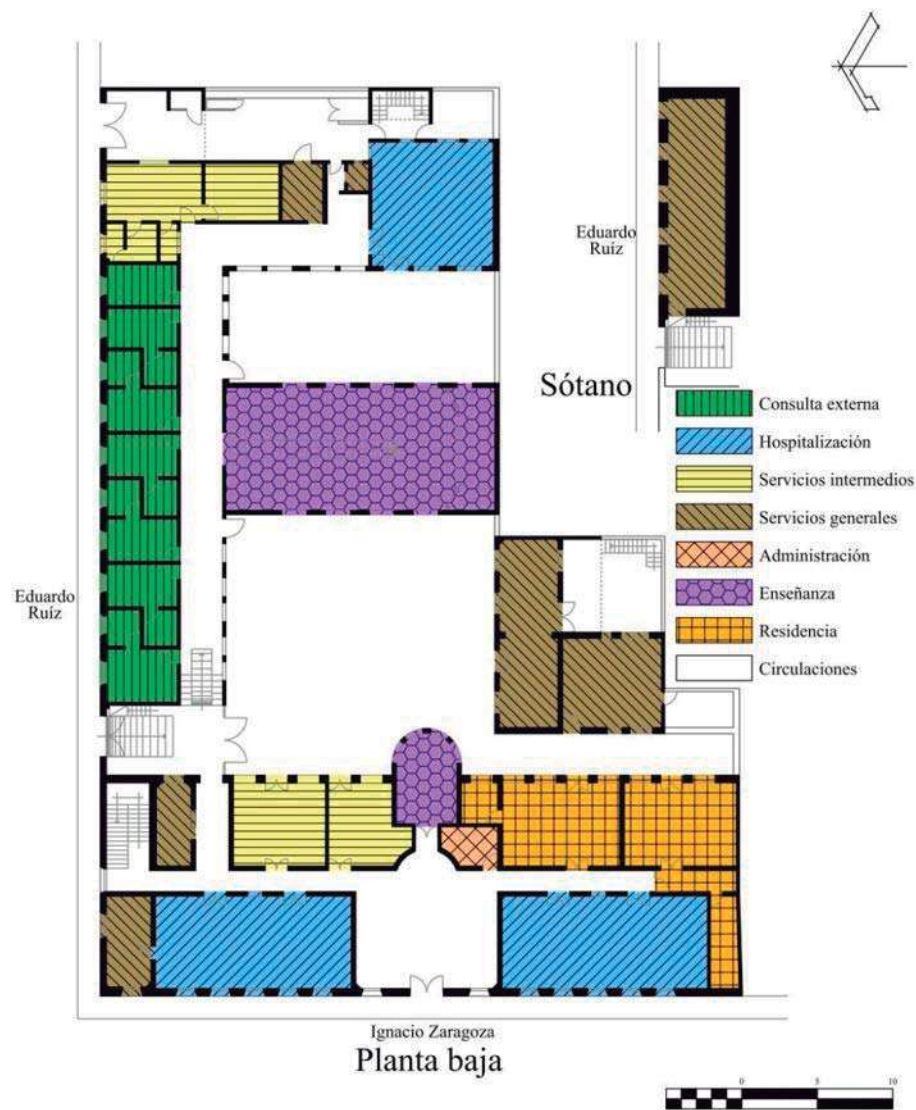 Eduardo
Ruíz
Sótano
Consulta externa
Hospitalización
Servicios intermedios
Servicios generales
Administración
Enseñanza
Residencia
Circulaciones
Eduardo
Ruíz
Ignacio Zaragoza
Planta baja
0 5 10